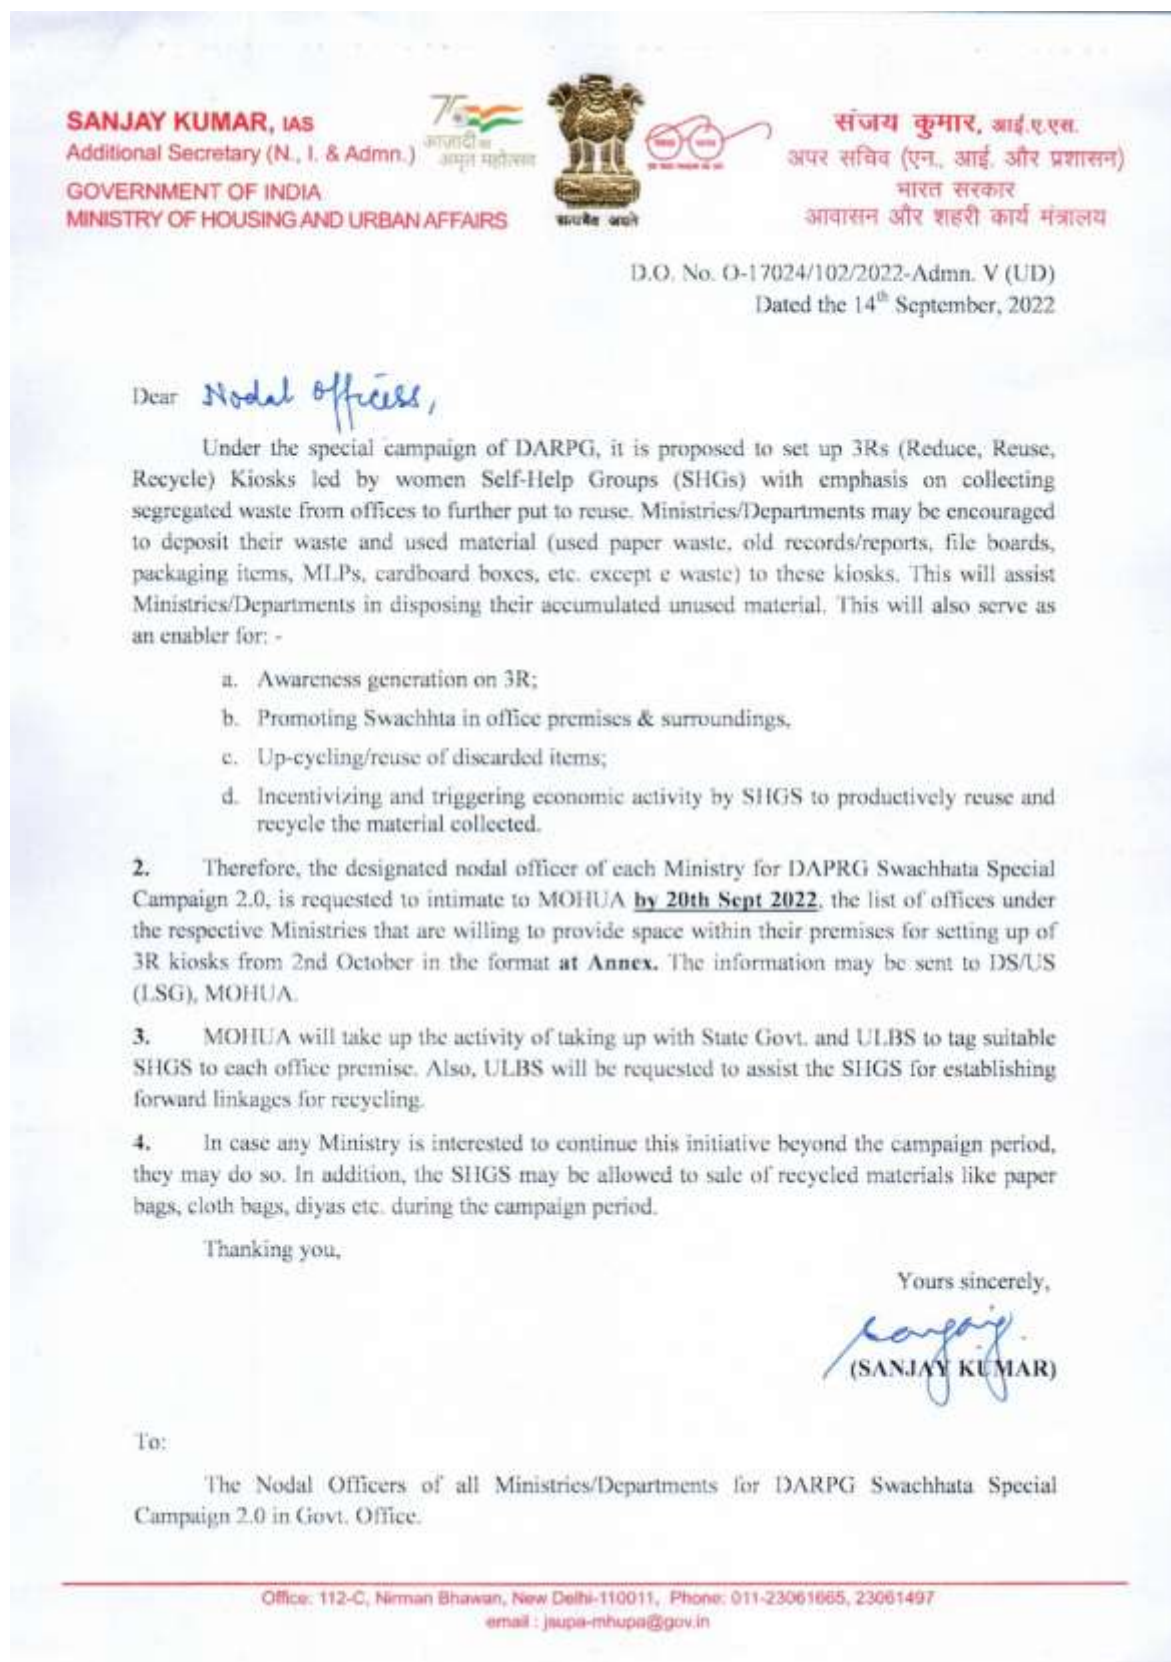 SANJAY KUMAR, IAS
Additional Secretary (N., I. & Admn.)
GOVERNMENT OF INDIA
MINISTRY OF HOUSING AND URBAN AFFAIRS
75
आज़ादी का
अमृत महोत्सव
सत्यमेव जयते
संजय कुमार, आई.ए.एस.
अपर सचिव (एन., आई. और प्रशासन)
भारत सरकार
आवासन और शहरी कार्य मंत्रालय
D.O. No. O-17024/102/2022-Admn. V (UD)
Dated the 14th September, 2022
Dear Nodal Officers,
Under the special campaign of DARPG, it is proposed to set up 3Rs (Reduce, Reuse,
Recycle) Kiosks led by women Self-Help Groups (SHGs) with emphasis on collecting
segregated waste from offices to further put to reuse. Ministries/Departments may be encouraged
to deposit their waste and used material (used paper waste, old records/reports, file boards,
packaging items, MLPs, cardboard boxes, etc. except e waste) to these kiosks. This will assist
Ministries/Departments in disposing their accumulated unused material. This will also serve as
an enabler for: -
a. Awareness generation on 3R;
b. Promoting Swachhta in office premises & surroundings,
c. Up-cycling/reuse of discarded items;
d. Incentivizing and triggering economic activity by SHGS to productively reuse and
recycle the material collected.
2. Therefore, the designated nodal officer of each Ministry for DAPRG Swachhata Special
Campaign 2.0, is requested to intimate to MOHUA by 20th Sept 2022, the list of offices under
the respective Ministries that are willing to provide space within their premises for setting up of
3R kiosks from 2nd October in the format at Annex. The information may be sent to DS/US
(LSG), MOHUA.
3. MOHUA will take up the activity of taking up with State Govt. and ULBS to tag suitable
SHGS to each office premise. Also, ULBS will be requested to assist the SHGS for establishing
forward linkages for recycling.
4. In case any Ministry is interested to continue this initiative beyond the campaign period,
they may do so. In addition, the SHGS may be allowed to sale of recycled materials like paper
bags, cloth bags, diyas etc. during the campaign period.
Thanking you,
Yours sincerely,
(SANJAY KUMAR)
To:
The Nodal Officers of all Ministries/Departments for DARPG Swachhata Special
Campaign 2.0 in Govt. Office.
Office: 112-C, Nirman Bhawan, New Delhi-110011, Phone: 011-23061665, 23061497
email : jsupa-mhupa@gov.in